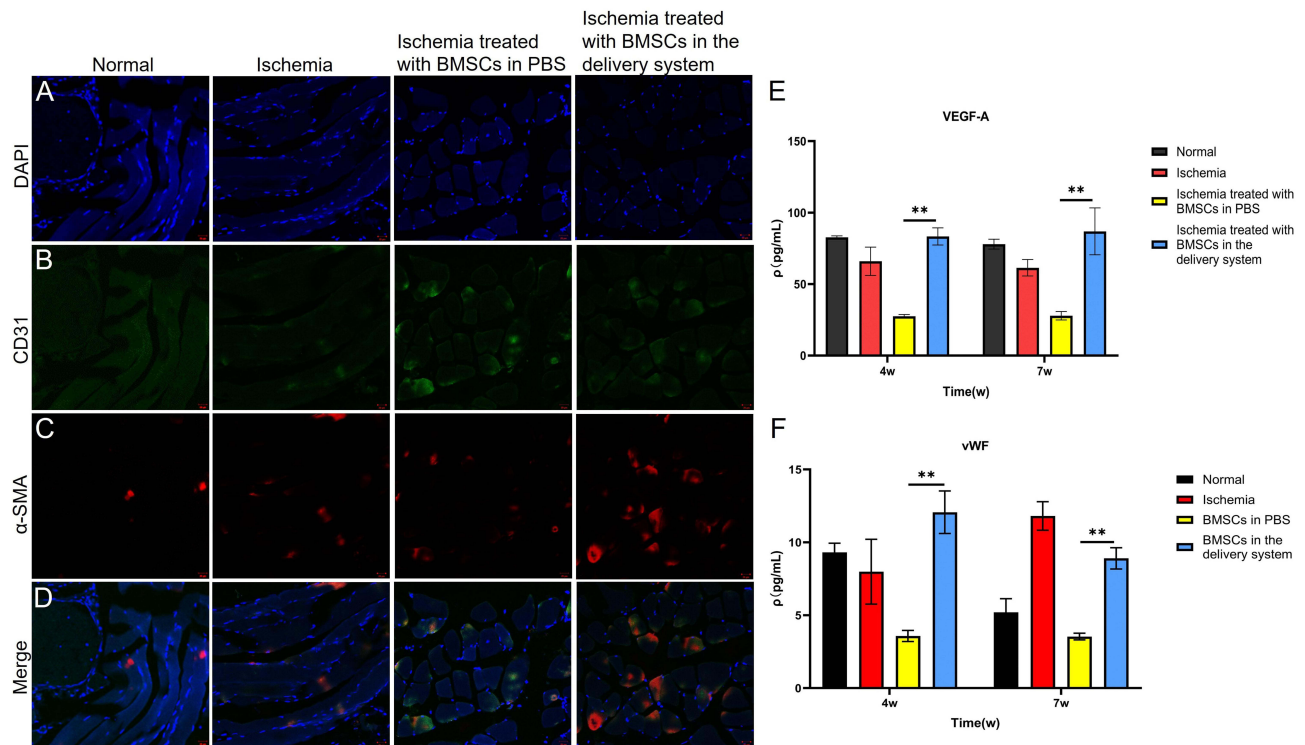 Normal
Ischemia
Ischemia treated
with BMSCs in PBS
Ischemia treated
with BMSCs in the
delivery system
A
DAPI
B
CD31
C
α-SMA
D
Merge
E
VEGF-A
ρ(pg/mL)
150
100
50
0
**
**
4w
7w
Time(w)
Normal
Ischemia
Ischemia treated with
BMSCs in PBS
Ischemia treated with
BMSCs in the
delivery system
F
vWF
ρ(pg/mL)
15
10
5
0
**
**
4w
7w
Time(w)
Normal
Ischemia
BMSCs in PBS
BMSCs in the
delivery system